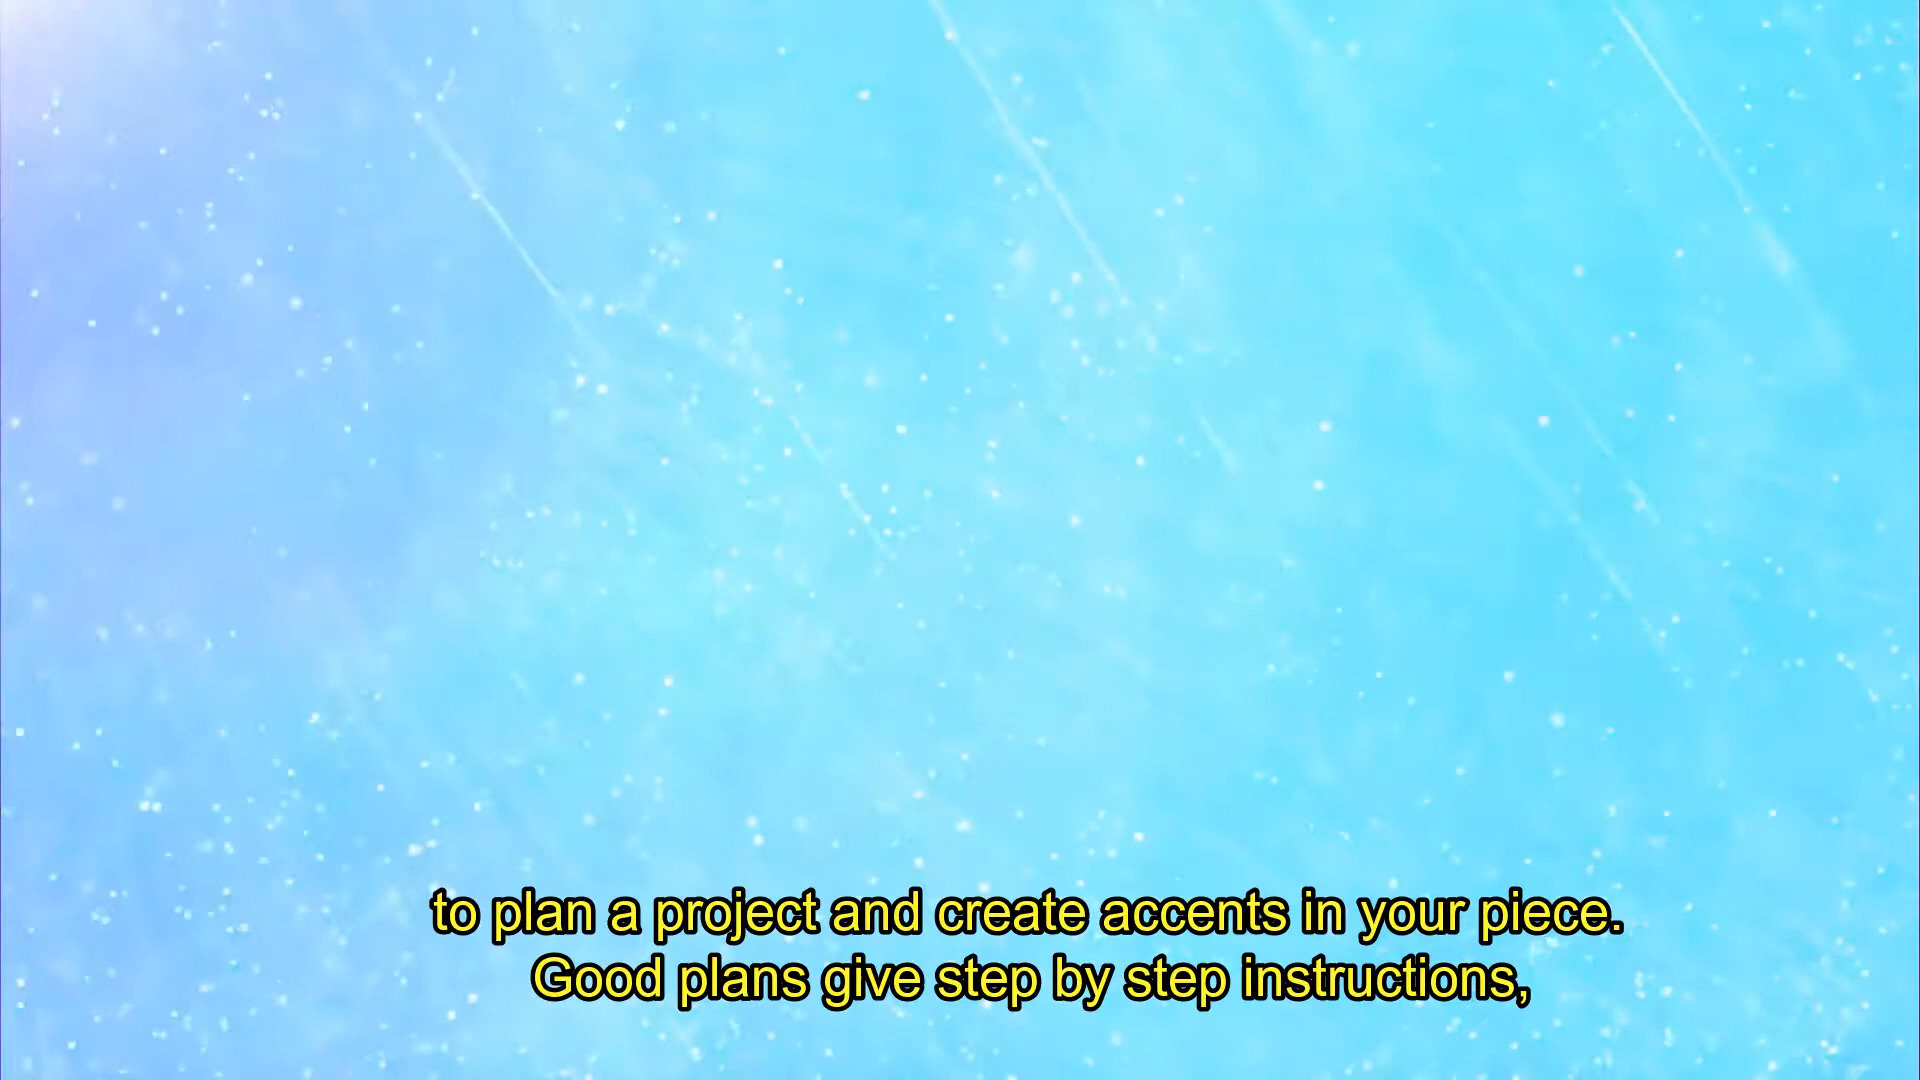 to plan a project and create accents in your piece.
Good plans give step by step instructions,